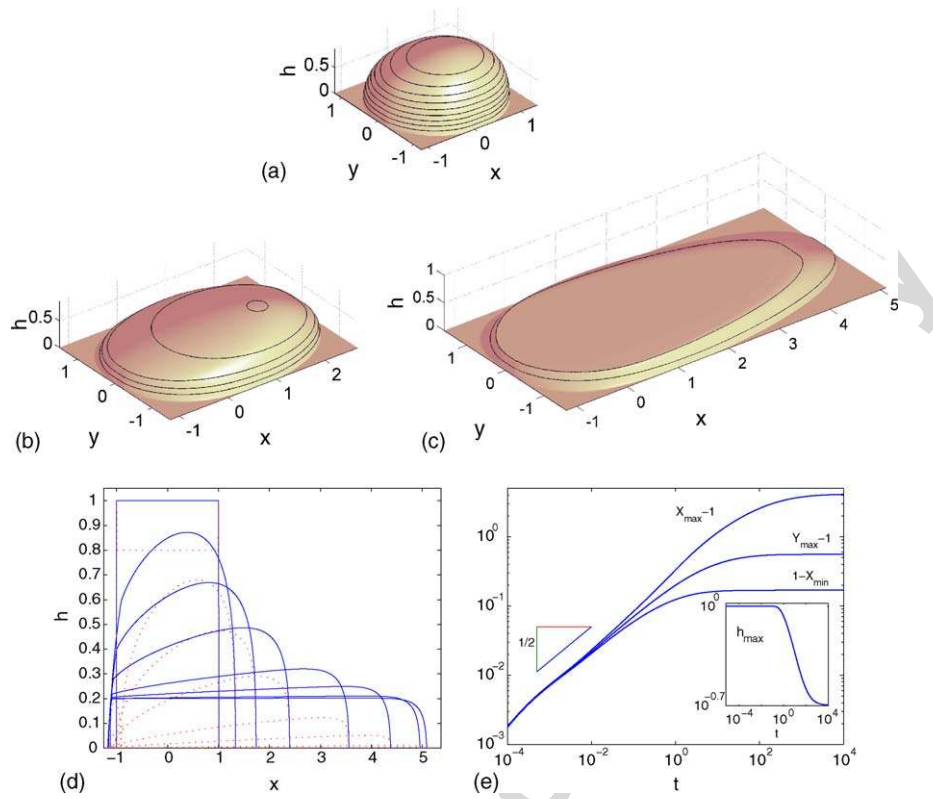 h
0.5
0
1
0
-1
y
-1
0
1
x
(a)
h
0.5
0
1
0
-1
y
-1
0
1
2
x
(b)
h
1
0.5
0
1
0
-1
y
-1
0
1
2
3
4
5
x
(c)
1
0.9
0.8
0.7
0.6
0.5
0.4
0.3
0.2
0.1
0
h
−1 0 1 2 3 4 5
x
(d)
10^0
10^-1
10^-2
10^-3
10^-4 10^-2 10^0 10^2 10^4
t
X_max−1
Y_max−1
1−X_min
1/2
10^0
h_max
10^-0.7
10^-4 10^0 10^4
t
(e)